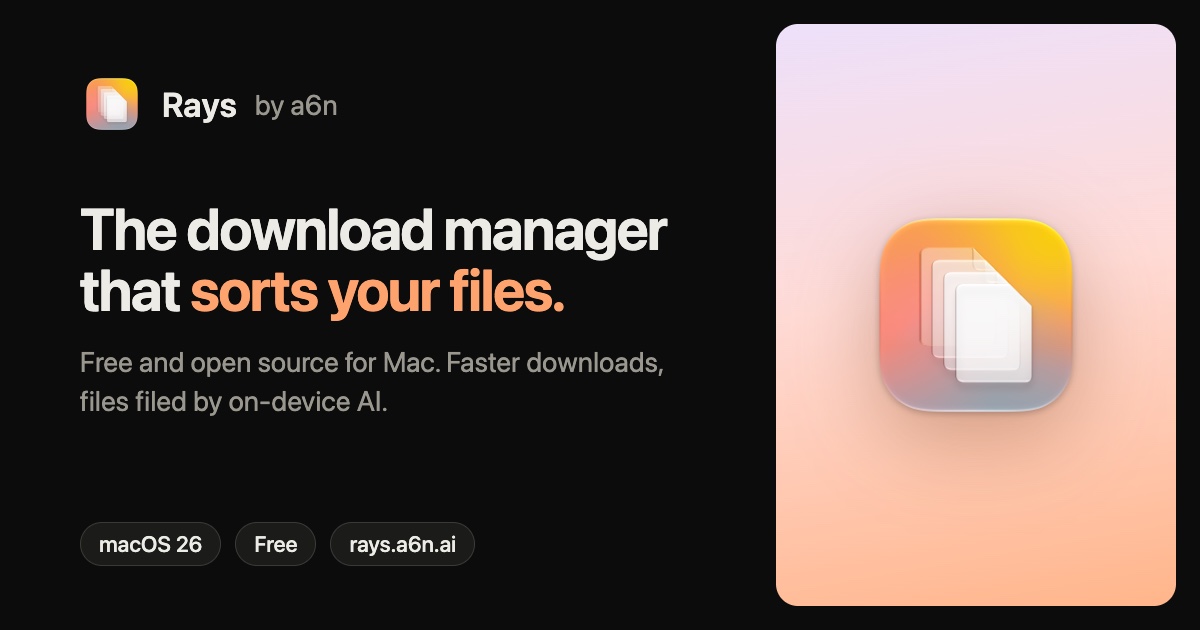 Rays by a6n
The download manager
that sorts your files.
Free and open source for Mac. Faster downloads,
files filed by on-device AI.
macOS 26 Free rays.a6n.ai